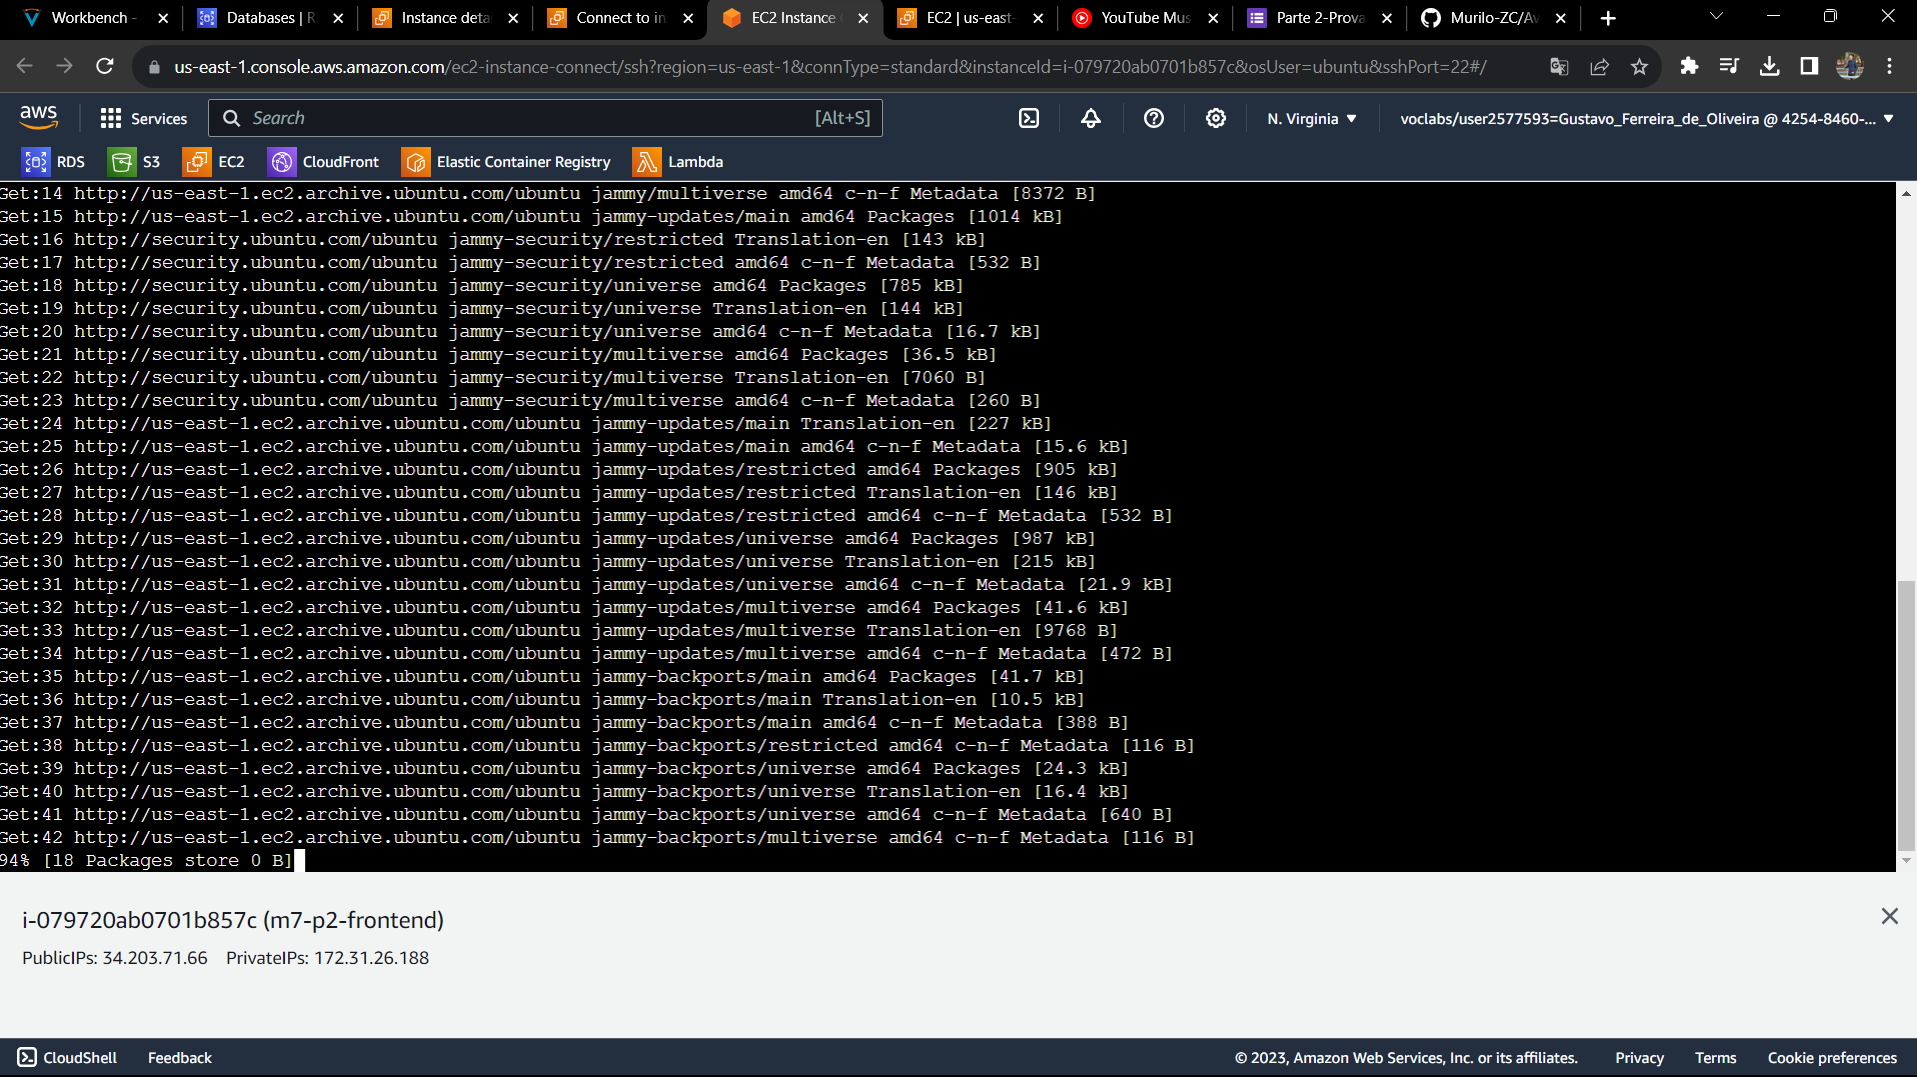 Workbench -
Databases | R
Instance detai
Connect to in
EC2 Instance
EC2 | us-east-
YouTube Mus
Parte 2-Prova
Murilo-ZC/Av
us-east-1.console.aws.amazon.com/ec2-instance-connect/ssh?region=us-east-1&connType=standard&instanceId=i-079720ab0701b857c&osUser=ubuntu&sshPort=22#/
aws
Services
Search
[Alt+S]
N. Virginia
voclabs/user2577593=Gustavo_Ferreira_de_Oliveira @ 4254-8460-...
RDS
S3
EC2
CloudFront
Elastic Container Registry
Lambda
Get:14 http://us-east-1.ec2.archive.ubuntu.com/ubuntu jammy/multiverse amd64 c-n-f Metadata [8372 B]
Get:15 http://us-east-1.ec2.archive.ubuntu.com/ubuntu jammy-updates/main amd64 Packages [1014 kB]
Get:16 http://security.ubuntu.com/ubuntu jammy-security/restricted Translation-en [143 kB]
Get:17 http://security.ubuntu.com/ubuntu jammy-security/restricted amd64 c-n-f Metadata [532 B]
Get:18 http://security.ubuntu.com/ubuntu jammy-security/universe amd64 Packages [785 kB]
Get:19 http://security.ubuntu.com/ubuntu jammy-security/universe Translation-en [144 kB]
Get:20 http://security.ubuntu.com/ubuntu jammy-security/universe amd64 c-n-f Metadata [16.7 kB]
Get:21 http://security.ubuntu.com/ubuntu jammy-security/multiverse amd64 Packages [36.5 kB]
Get:22 http://security.ubuntu.com/ubuntu jammy-security/multiverse Translation-en [7060 B]
Get:23 http://security.ubuntu.com/ubuntu jammy-security/multiverse amd64 c-n-f Metadata [260 B]
Get:24 http://us-east-1.ec2.archive.ubuntu.com/ubuntu jammy-updates/main Translation-en [227 kB]
Get:25 http://us-east-1.ec2.archive.ubuntu.com/ubuntu jammy-updates/main amd64 c-n-f Metadata [15.6 kB]
Get:26 http://us-east-1.ec2.archive.ubuntu.com/ubuntu jammy-updates/restricted amd64 Packages [905 kB]
Get:27 http://us-east-1.ec2.archive.ubuntu.com/ubuntu jammy-updates/restricted Translation-en [146 kB]
Get:28 http://us-east-1.ec2.archive.ubuntu.com/ubuntu jammy-updates/restricted amd64 c-n-f Metadata [532 B]
Get:29 http://us-east-1.ec2.archive.ubuntu.com/ubuntu jammy-updates/universe amd64 Packages [987 kB]
Get:30 http://us-east-1.ec2.archive.ubuntu.com/ubuntu jammy-updates/universe Translation-en [215 kB]
Get:31 http://us-east-1.ec2.archive.ubuntu.com/ubuntu jammy-updates/universe amd64 c-n-f Metadata [21.9 kB]
Get:32 http://us-east-1.ec2.archive.ubuntu.com/ubuntu jammy-updates/multiverse amd64 Packages [41.6 kB]
Get:33 http://us-east-1.ec2.archive.ubuntu.com/ubuntu jammy-updates/multiverse Translation-en [9768 B]
Get:34 http://us-east-1.ec2.archive.ubuntu.com/ubuntu jammy-updates/multiverse amd64 c-n-f Metadata [472 B]
Get:35 http://us-east-1.ec2.archive.ubuntu.com/ubuntu jammy-backports/main amd64 Packages [41.7 kB]
Get:36 http://us-east-1.ec2.archive.ubuntu.com/ubuntu jammy-backports/main Translation-en [10.5 kB]
Get:37 http://us-east-1.ec2.archive.ubuntu.com/ubuntu jammy-backports/main amd64 c-n-f Metadata [388 B]
Get:38 http://us-east-1.ec2.archive.ubuntu.com/ubuntu jammy-backports/restricted amd64 c-n-f Metadata [116 B]
Get:39 http://us-east-1.ec2.archive.ubuntu.com/ubuntu jammy-backports/universe amd64 Packages [24.3 kB]
Get:40 http://us-east-1.ec2.archive.ubuntu.com/ubuntu jammy-backports/universe Translation-en [16.4 kB]
Get:41 http://us-east-1.ec2.archive.ubuntu.com/ubuntu jammy-backports/universe amd64 c-n-f Metadata [640 B]
Get:42 http://us-east-1.ec2.archive.ubuntu.com/ubuntu jammy-backports/multiverse amd64 c-n-f Metadata [116 B]
94% [18 Packages store 0 B]
i-079720ab0701b857c (m7-p2-frontend)
PublicIPs: 34.203.71.66 PrivateIPs: 172.31.26.188
CloudShell
Feedback
© 2023, Amazon Web Services, Inc. or its affiliates.
Privacy
Terms
Cookie preferences